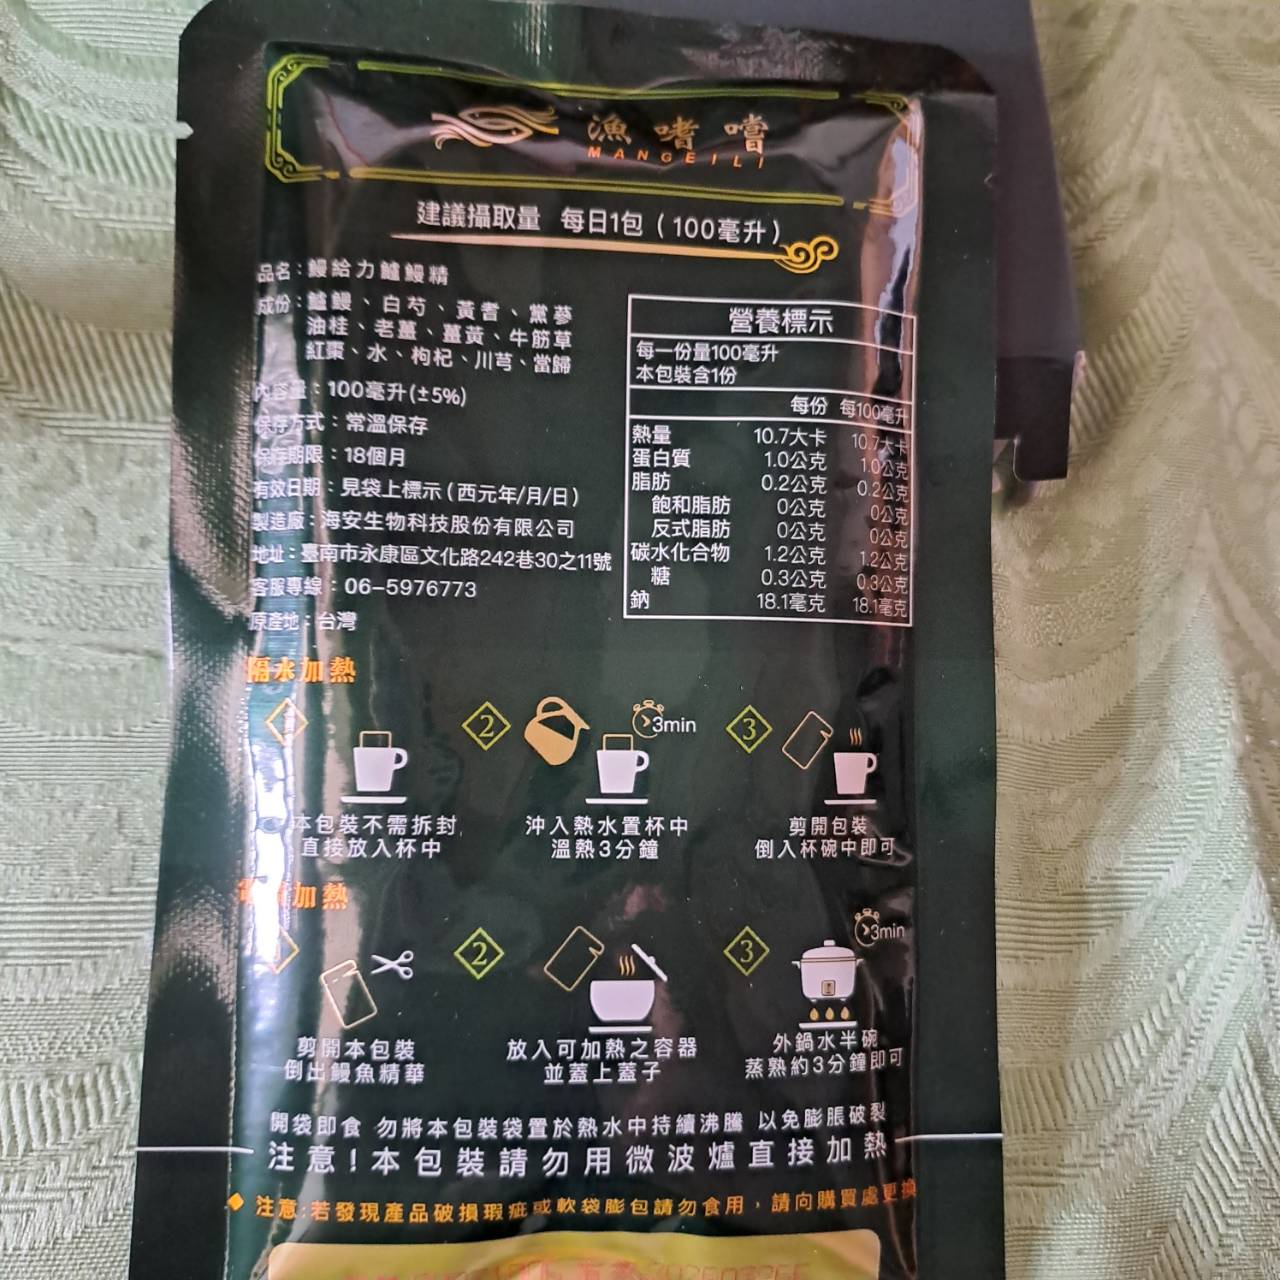 漁嗜嚐
MANGEILI
建議攝取量 每日1包（100毫升）
品名：鰻給力鱸鰻精
成份：鱸鰻、白芍、黃耆、黨蔘
油桂、老薑、薑黃、牛筋草
紅棗、水、枸杞、川芎、當歸
內容量：100毫升(±5%)
保存方式：常溫保存
保存期限：18個月
有效日期：見袋上標示(西元年/月/日)
製造廠：海安生物科技股份有限公司
地址：臺南市永康區文化路242巷30之11號
客服專線：06-5976773
原產地：台灣
營養標示
每一份量100毫升
本包裝含1份
每份 每100毫升
熱量 10.7大卡 10.7大卡
蛋白質 1.0公克 1.0公克
脂肪 0.2公克 0.2公克
飽和脂肪 0公克 0公克
反式脂肪 0公克 0公克
碳水化合物 1.2公克 1.2公克
糖 0.3公克 0.3公克
鈉 18.1毫克 18.1毫克
隔水加熱
2 3min 3
本包裝不需拆封,
直接放入杯中
沖入熱水置杯中
溫熱3分鐘
剪開包裝
倒入杯碗中即可
加熱
2 3 3min
剪開本包裝
倒出鰻魚精華
放入可加熱之容器
並蓋上蓋子
外鍋水半碗
蒸熟約3分鐘即可
開袋即食 勿將本包裝袋置於熱水中持續沸騰 以免膨脹破裂
注意！本包裝請勿用微波爐直接加熱
◆ 注意:若發現產品破損瑕疵或軟袋膨包請勿食用，請向購買處更換